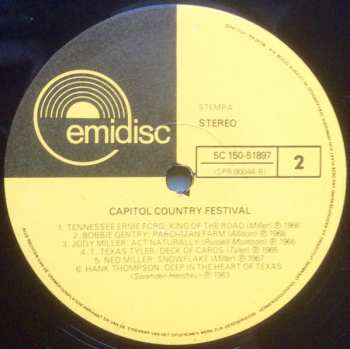 emidisc
STEMRA
STEREO
5C 150-51897
(SPR 00044 B)
2
CAPITOL COUNTRY FESTIVAL
1. TENNESSEE ERNIE FORD: KING OF THE ROAD (Miller) ℗ 1966
2. BOBBIE GENTRY: PARCHMAN FARM (Allison) ℗ 1968
3. JODY MILLER: ACT NATURALLY (Russell-Morrison) ℗ 1966
4. T. TEXAS TYLER: DECK OF CARDS (Tyler) ℗ 1965
5. NED MILLER: SNOWFLAKE (Miller) ℗ 1967
6. HANK THOMPSON: DEEP IN THE HEART OF TEXAS
(Swander-Hershey) ℗ 1963